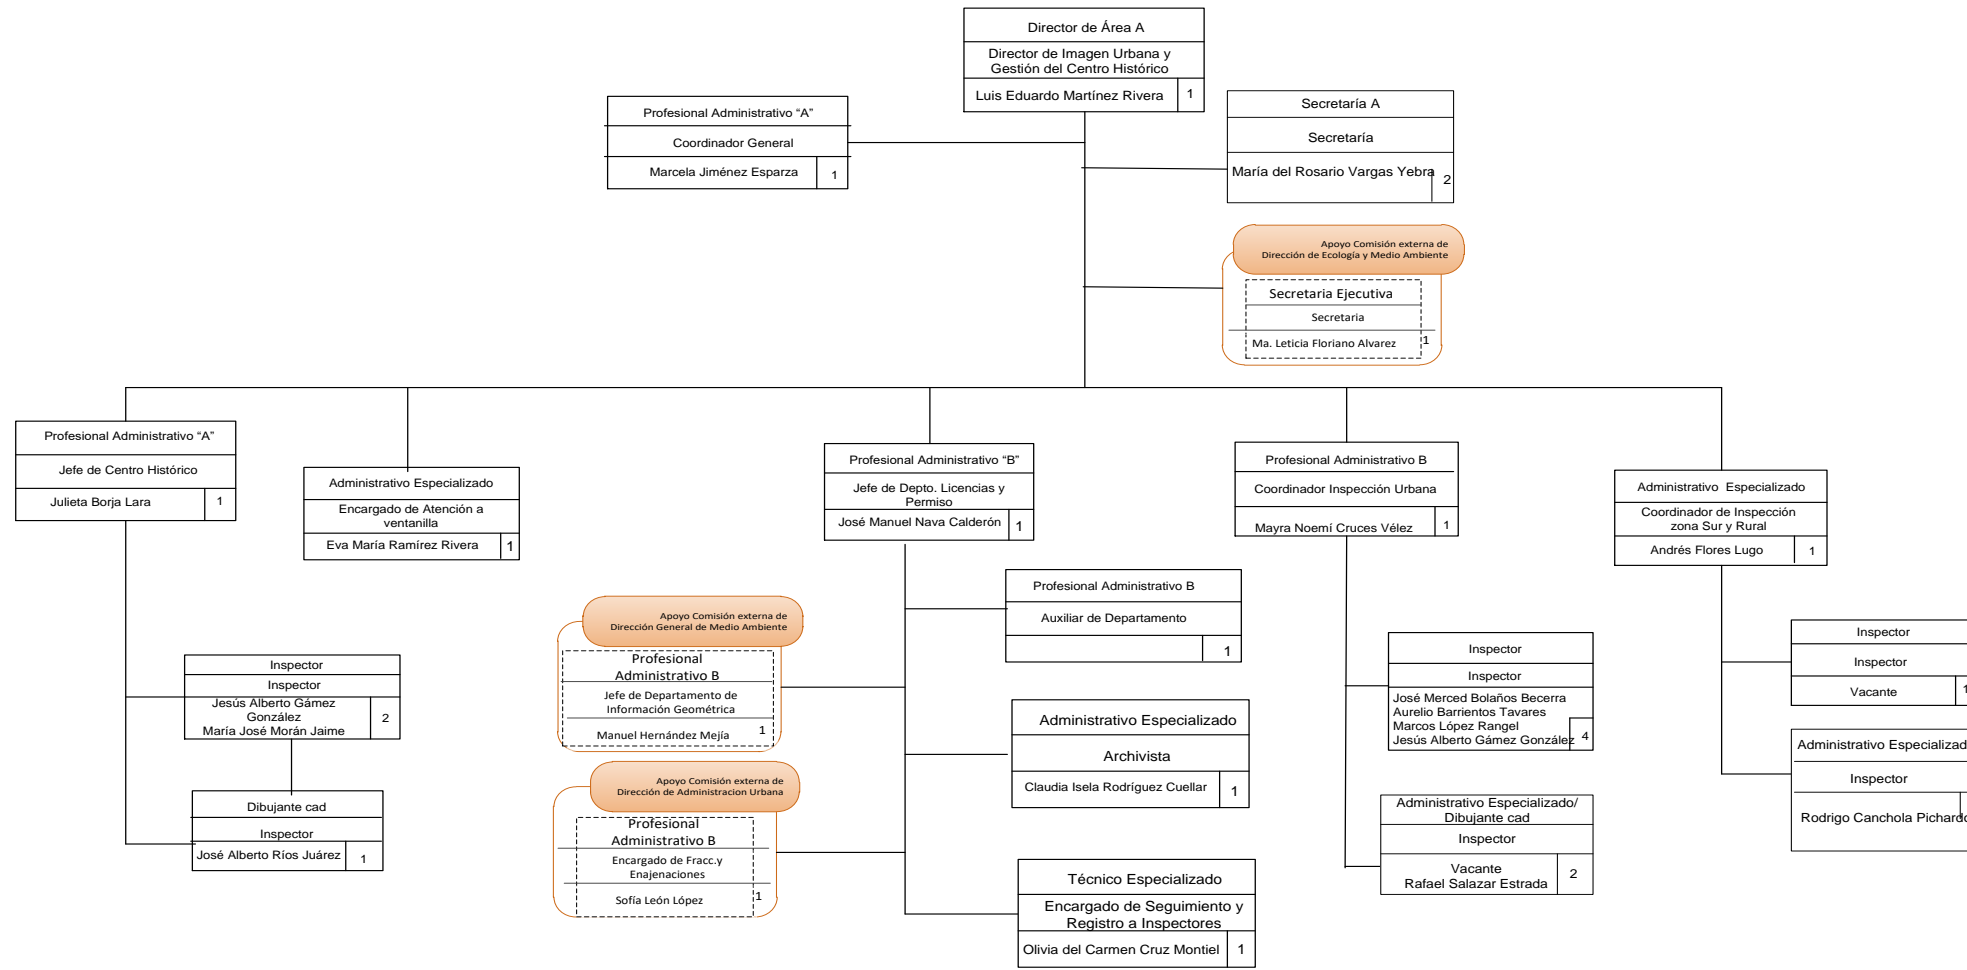 Director de Área A
Director de Imagen Urbana y
Gestión del Centro Histórico
Luis Eduardo Martínez Rivera 1
Profesional Administrativo “A”
Coordinador General
Marcela Jiménez Esparza 1
Secretaría A
Secretaría
María del Rosario Vargas Yebra 2
Apoyo Comisión externa de
Dirección de Ecología y Medio Ambiente
Secretaria Ejecutiva
Secretaria
Ma. Leticia Floriano Alvarez 1
Profesional Administrativo “A”
Jefe de Centro Histórico
Julieta Borja Lara 1
Inspector
Inspector
Jesús Alberto Gámez
González
María José Morán Jaime 2
Dibujante cad
Inspector
José Alberto Ríos Juárez 1
Administrativo Especializado
Encargado de Atención a
ventanilla
Eva María Ramírez Rivera 1
Profesional Administrativo “B”
Jefe de Depto. Licencias y
Permiso
José Manuel Nava Calderón 1
Apoyo Comisión externa de
Dirección General de Medio Ambiente
Profesional
Administrativo B
Jefe de Departamento de
Información Geométrica
Manuel Hernández Mejía 1
Apoyo Comisión externa de
Dirección de Administracion Urbana
Profesional
Administrativo B
Encargado de Fracc.y
Enajenaciones
Sofía León López 1
Profesional Administrativo B
Auxiliar de Departamento
1
Administrativo Especializado
Archivista
Claudia Isela Rodríguez Cuellar 1
Técnico Especializado
Encargado de Seguimiento y
Registro a Inspectores
Olivia del Carmen Cruz Montiel 1
Profesional Administrativo B
Coordinador Inspección Urbana
Mayra Noemí Cruces Vélez 1
Inspector
Inspector
José Merced Bolaños Becerra
Aurelio Barrientos Tavares
Marcos López Rangel
Jesús Alberto Gámez González 4
Administrativo Especializado/
Dibujante cad
Inspector
Vacante
Rafael Salazar Estrada 2
Administrativo Especializado
Coordinador de Inspección
zona Sur y Rural
Andrés Flores Lugo 1
Inspector
Inspector
Vacante 1
Administrativo Especializad
Inspector
Rodrigo Canchola Pichardo